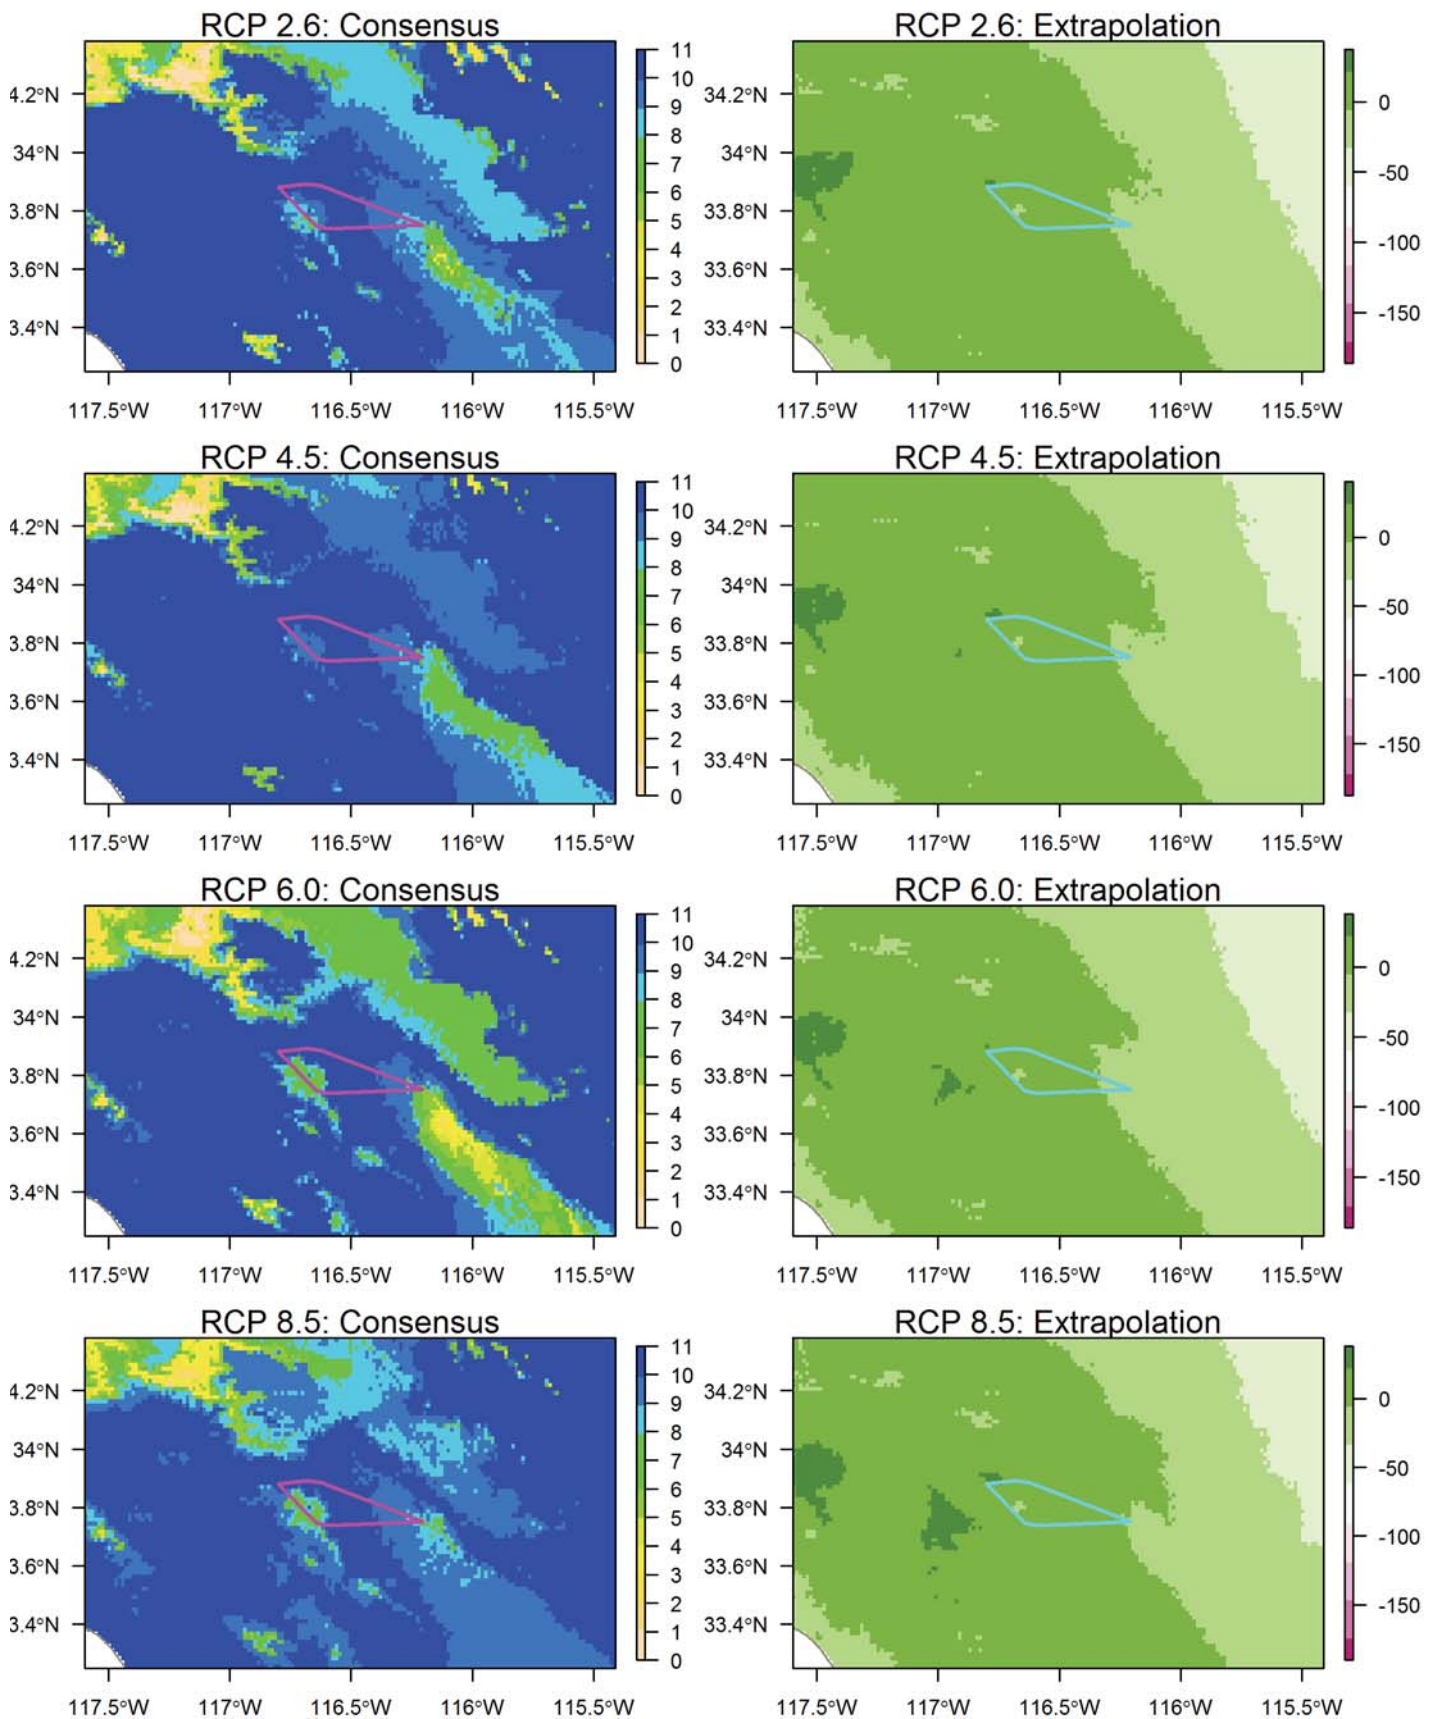 RCP 2.6: Consensus
4.2°N
34°N
3.8°N
3.6°N
3.4°N
117.5°W 117°W 116.5°W 116°W 115.5°W
11
10
9
8
7
6
5
4
3
2
1
0
RCP 2.6: Extrapolation
34.2°N
34°N
33.8°N
33.6°N
33.4°N
117.5°W 117°W 116.5°W 116°W 115.5°W
0
-50
-100
-150
RCP 4.5: Consensus
4.2°N
34°N
3.8°N
3.6°N
3.4°N
117.5°W 117°W 116.5°W 116°W 115.5°W
11
10
9
8
7
6
5
4
3
2
1
0
RCP 4.5: Extrapolation
34.2°N
34°N
33.8°N
33.6°N
33.4°N
117.5°W 117°W 116.5°W 116°W 115.5°W
0
-50
-100
-150
RCP 6.0: Consensus
4.2°N
34°N
3.8°N
3.6°N
3.4°N
117.5°W 117°W 116.5°W 116°W 115.5°W
11
10
9
8
7
6
5
4
3
2
1
0
RCP 6.0: Extrapolation
34.2°N
34°N
33.8°N
33.6°N
33.4°N
117.5°W 117°W 116.5°W 116°W 115.5°W
0
-50
-100
-150
RCP 8.5: Consensus
4.2°N
34°N
3.8°N
3.6°N
3.4°N
117.5°W 117°W 116.5°W 116°W 115.5°W
11
10
9
8
7
6
5
4
3
2
1
0
RCP 8.5: Extrapolation
34.2°N
34°N
33.8°N
33.6°N
33.4°N
117.5°W 117°W 116.5°W 116°W 115.5°W
0
-50
-100
-150